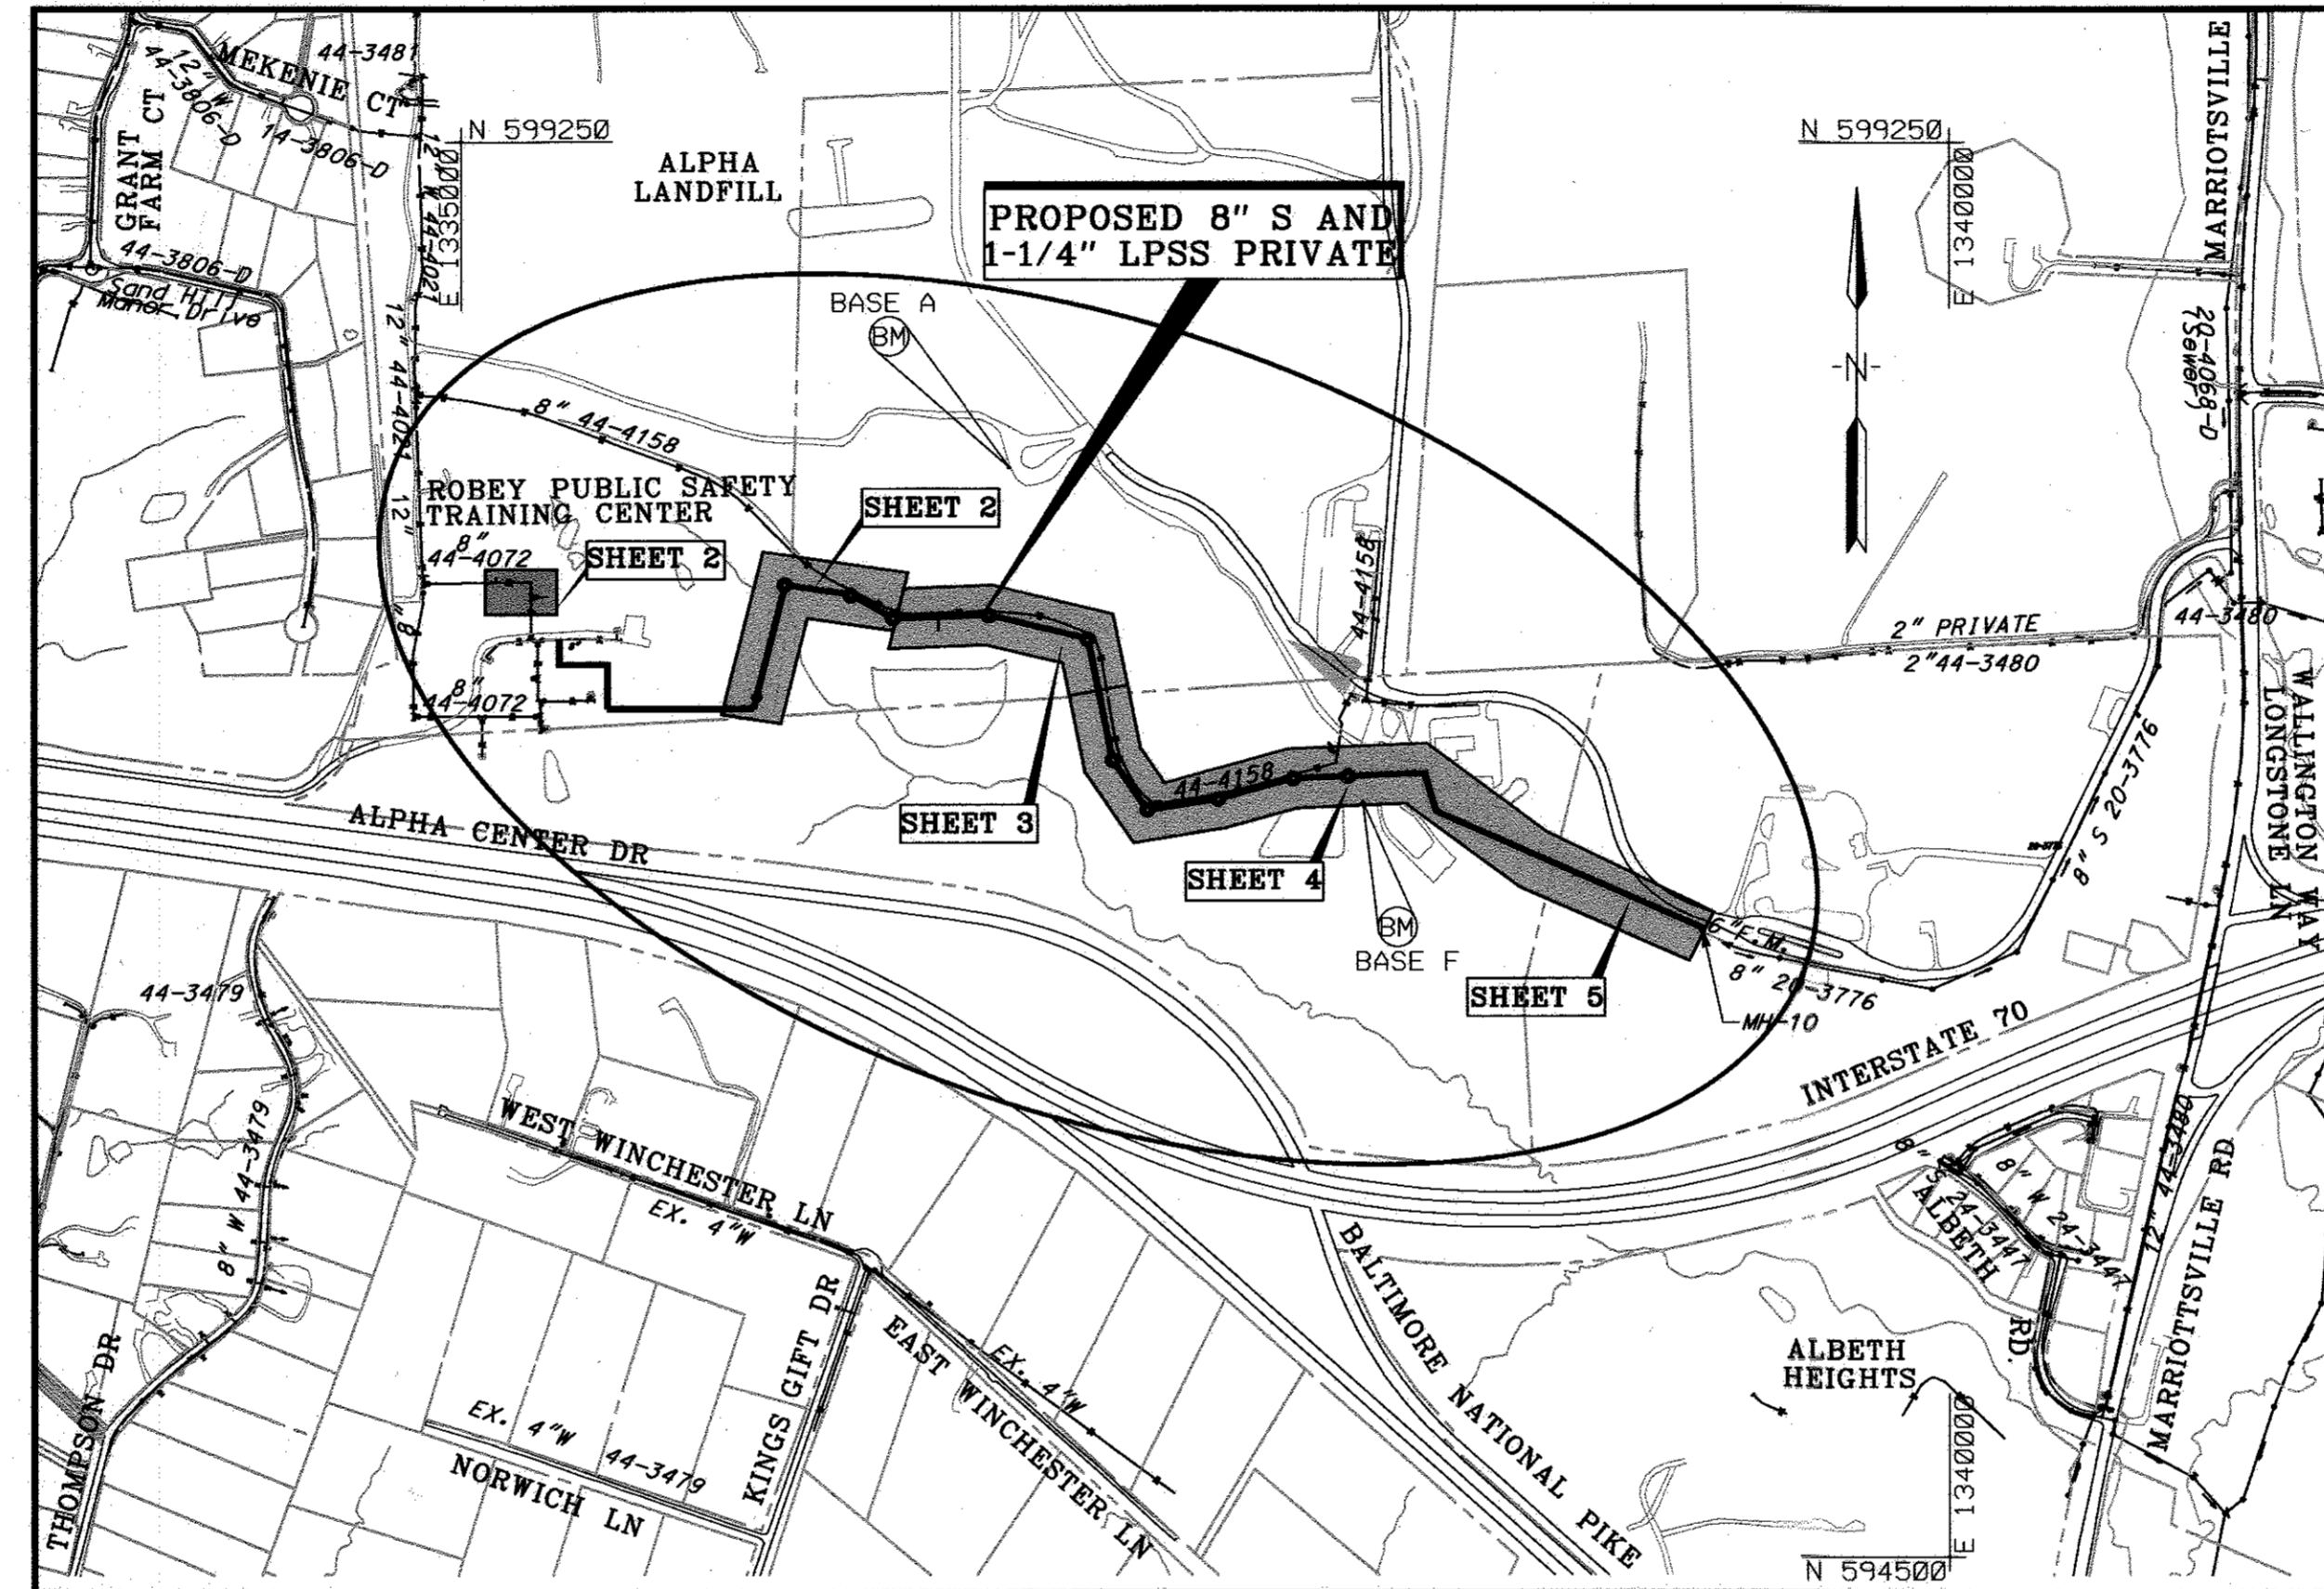 44-3481
MEKENIE CT
12" W
44-3806-D
14-3806-D
GRANT
FARM CT
44-3806-D
Sand Hill
Manor Drive
12" W 44-4021
N 599250
E 1335000
ALPHA
LANDFILL
PROPOSED 8" S AND
1-1/4" LPSS PRIVATE
N 599250
E 1340000
MARRIOTSVILLE
20-4068-D
(Sewer)
-N-
BASE A
BM
12" 44-4021 12"
8" 44-4158
ROBEY PUBLIC SAFETY
TRAINING CENTER
8"
44-4072
SHEET 2
SHEET 2
8"
8"
44-4072
44-4158
2" PRIVATE
2"44-3480
44-3480
WALLINGTON WAY
LONGSTONE LN
8" S 20-3776
44-4158
SHEET 3
SHEET 4
BM
BASE F
SHEET 5
6" F.M.
8" 20-3776
MH-10
ALPHA CENTER DR
INTERSTATE 70
44-3479
8" W 44-3479
WEST WINCHESTER LN
EX. 4"W
KINGS GIFT DR
EAST WINCHESTER LN
EX. 4"W
EX. 4"W 44-3479
NORWICH LN
THOMPSON DR
BALTIMORE NATIONAL PIKE
8" S 24-3447
8" W 24-3447
ALBETH
RD.
ALBETH
HEIGHTS
12" 44-3480
MARRIOTTSVILLE RD
E 1340000
N 594500